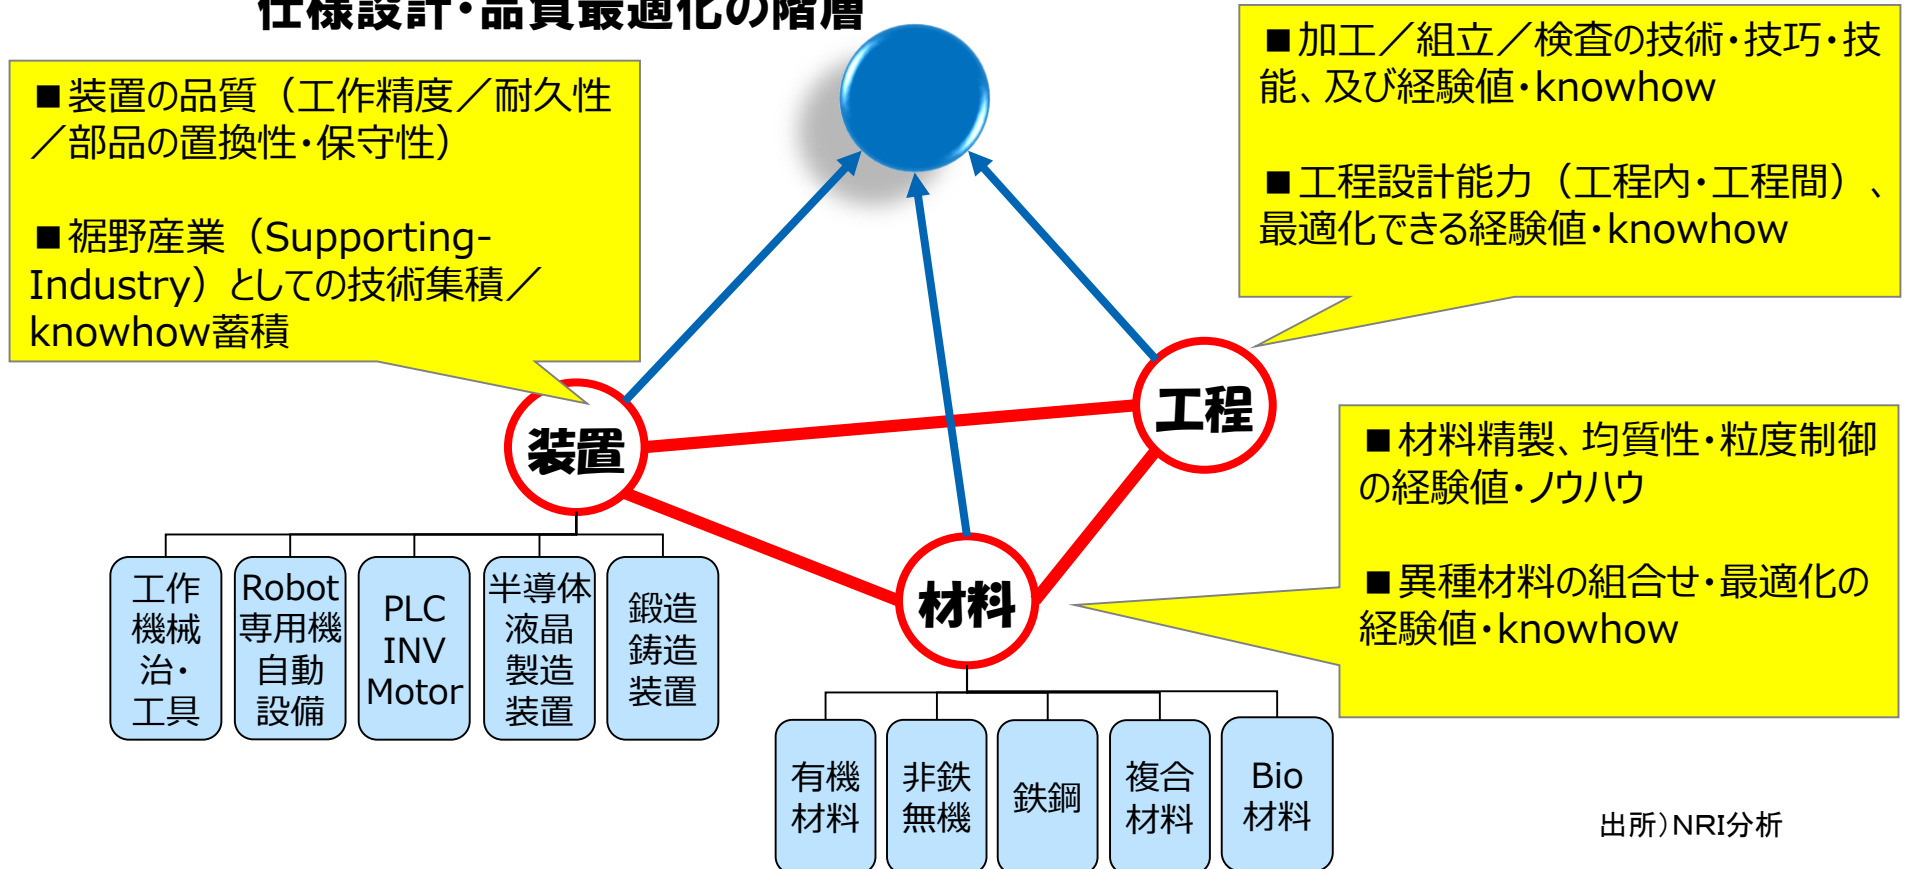 仕様設計・品質最適化の階層
■装置の品質（工作精度／耐久性
／部品の置換性・保守性）
■裾野産業（Supporting-
Industry）としての技術集積／
knowhow蓄積
■加工／組立／検査の技術・技巧・技
能、及び経験値・knowhow
■工程設計能力（工程内・工程間）、
最適化できる経験値・knowhow
工程
装置
材料
■材料精製、均質性・粒度制御
の経験値・ノウハウ
■異種材料の組合せ・最適化の
経験値・knowhow
工作
機械
治・
工具
Robot
専用機
自動
設備
PLC
INV
Motor
半導体
液晶
製造
装置
鍛造
鋳造
装置
有機
材料
非鉄
無機
鉄鋼
複合
材料
Bio
材料
出所）NRI分析